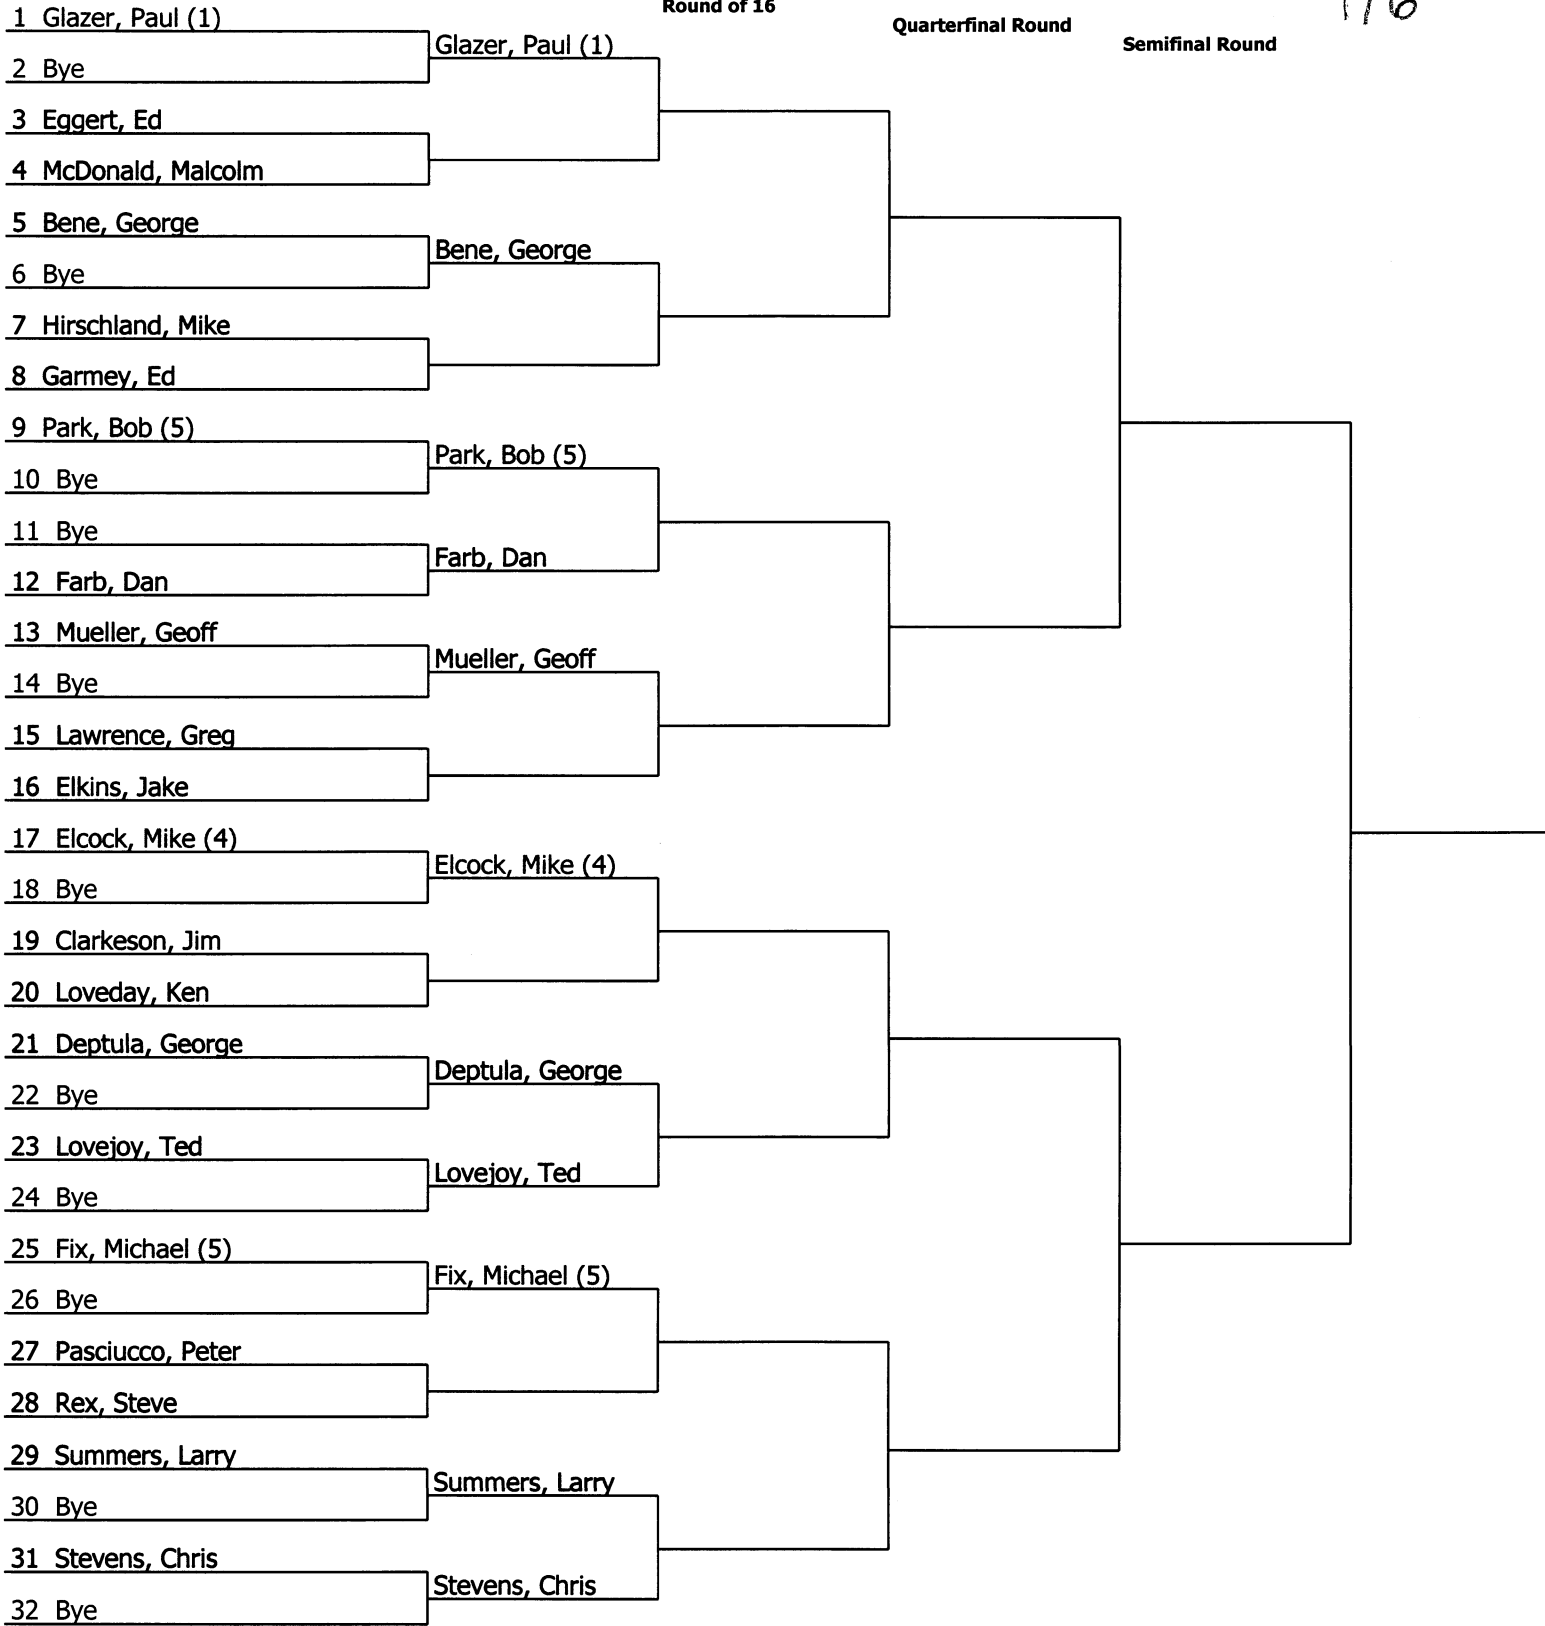 Round of 16
Quarterfinal Round
Semifinal Round
1 Glazer, Paul (1)
Glazer, Paul (1)
2 Bye
3 Eggert, Ed
4 McDonald, Malcolm
5 Bene, George
Bene, George
6 Bye
7 Hirschland, Mike
8 Garmey, Ed
9 Park, Bob (5)
Park, Bob (5)
10 Bye
11 Bye
Farb, Dan
12 Farb, Dan
13 Mueller, Geoff
Mueller, Geoff
14 Bye
15 Lawrence, Greg
16 Elkins, Jake
17 Elcock, Mike (4)
Elcock, Mike (4)
18 Bye
19 Clarkeson, Jim
20 Loveday, Ken
21 Deptula, George
Deptula, George
22 Bye
23 Lovejoy, Ted
Lovejoy, Ted
24 Bye
25 Fix, Michael (5)
Fix, Michael (5)
26 Bye
27 Pasciucco, Peter
28 Rex, Steve
29 Summers, Larry
Summers, Larry
30 Bye
31 Stevens, Chris
Stevens, Chris
32 Bye